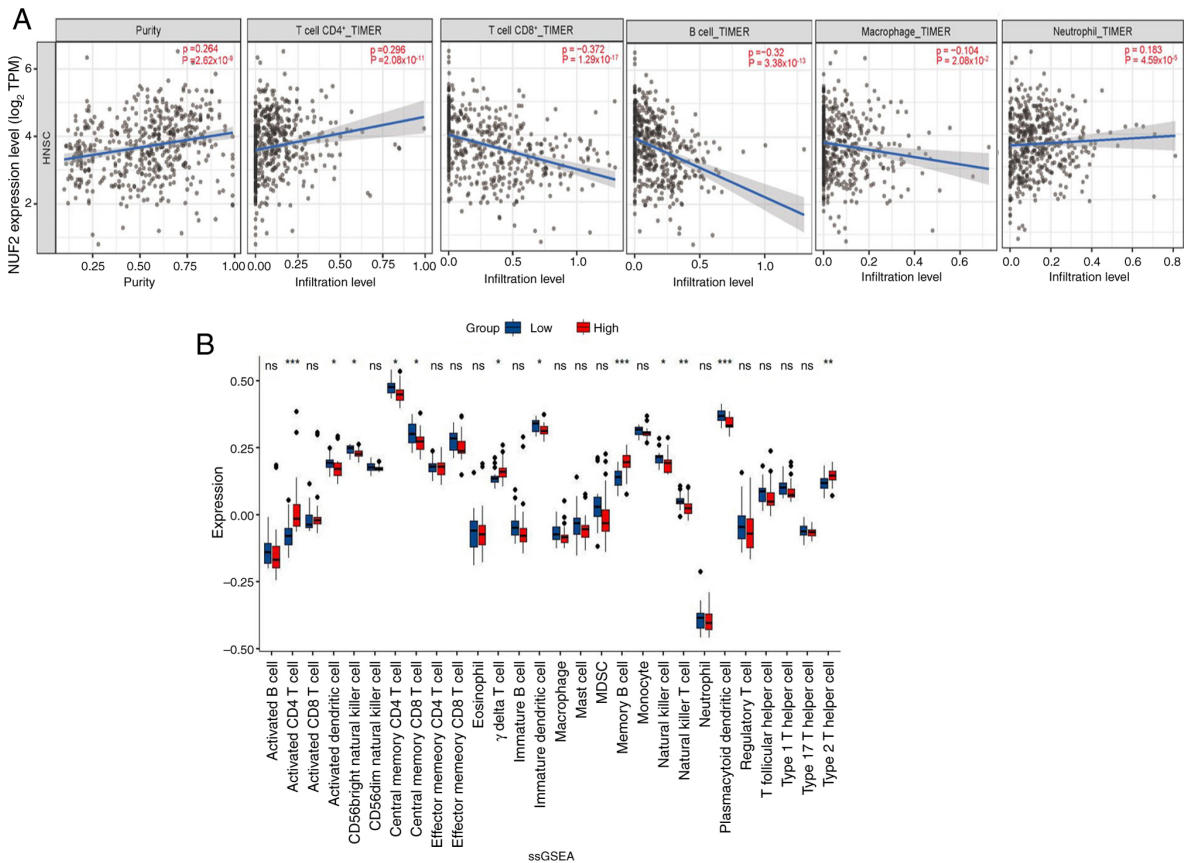 A
Purity
T cell CD4⁺_TIMER
T cell CD8⁺_TIMER
B cell_TIMER
Macrophage_TIMER
Neutrophil_TIMER
p =0.264
P =2.62x10⁻⁹
p =0.296
P =2.08x10⁻¹¹
p =−0.372
P = 1.29x10⁻¹⁷
p =−0.32
P = 3.38x10⁻¹³
p =−0.104
P = 2.08x10⁻²
p = 0.183
P = 4.59x10⁻⁵
NUF2 expression level (log₂ TPM)
HNSC
6
4
2
0.25 0.50 0.75 1.00
0.00 0.25 0.50 0.75 1.00
0.0 0.5 1.0
0.0 0.5 1.0
0.0 0.2 0.4 0.6
0.0 0.2 0.4 0.6 0.8
Purity
Infiltration level
Infiltration level
Infiltration level
Infiltration level
Infiltration level
B
Group Low High
ns *** ns * * ns * * ns ns ns * ns * ns ns ns *** ns * ** ns *** ns ns ns ns **
Expression
0.50
0.25
0.00
−0.25
−0.50
Activated B cell
Activated CD4 T cell
Activated CD8 T cell
Activated dendritic cell
CD56bright natural killer cell
CD56dim natural killer cell
Central memory CD4 T cell
Central memory CD8 T cell
Effector memeory CD4 T cell
Effector memeory CD8 T cell
Eosinophil
γ delta T cell
Immature B cell
Immature dendritic cell
Macrophage
Mast cell
MDSC
Memory B cell
Monocyte
Natural killer cell
Natural killer T cell
Neutrophil
Plasmacytoid dendritic cell
Regulatory T cell
T follicular helper cell
Type 1 T helper cell
Type 17 T helper cell
Type 2 T helper cell
ssGSEA